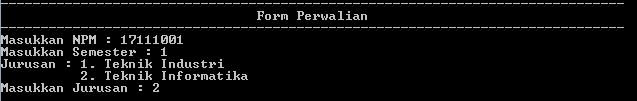 --------------------------------------------------------------------------------
Form Perwalian
--------------------------------------------------------------------------------
Masukkan NPM : 17111001
Masukkan Semester : 1
Jurusan : 1. Teknik Industri
2. Teknik Informatika
Masukkan Jurusan : 2